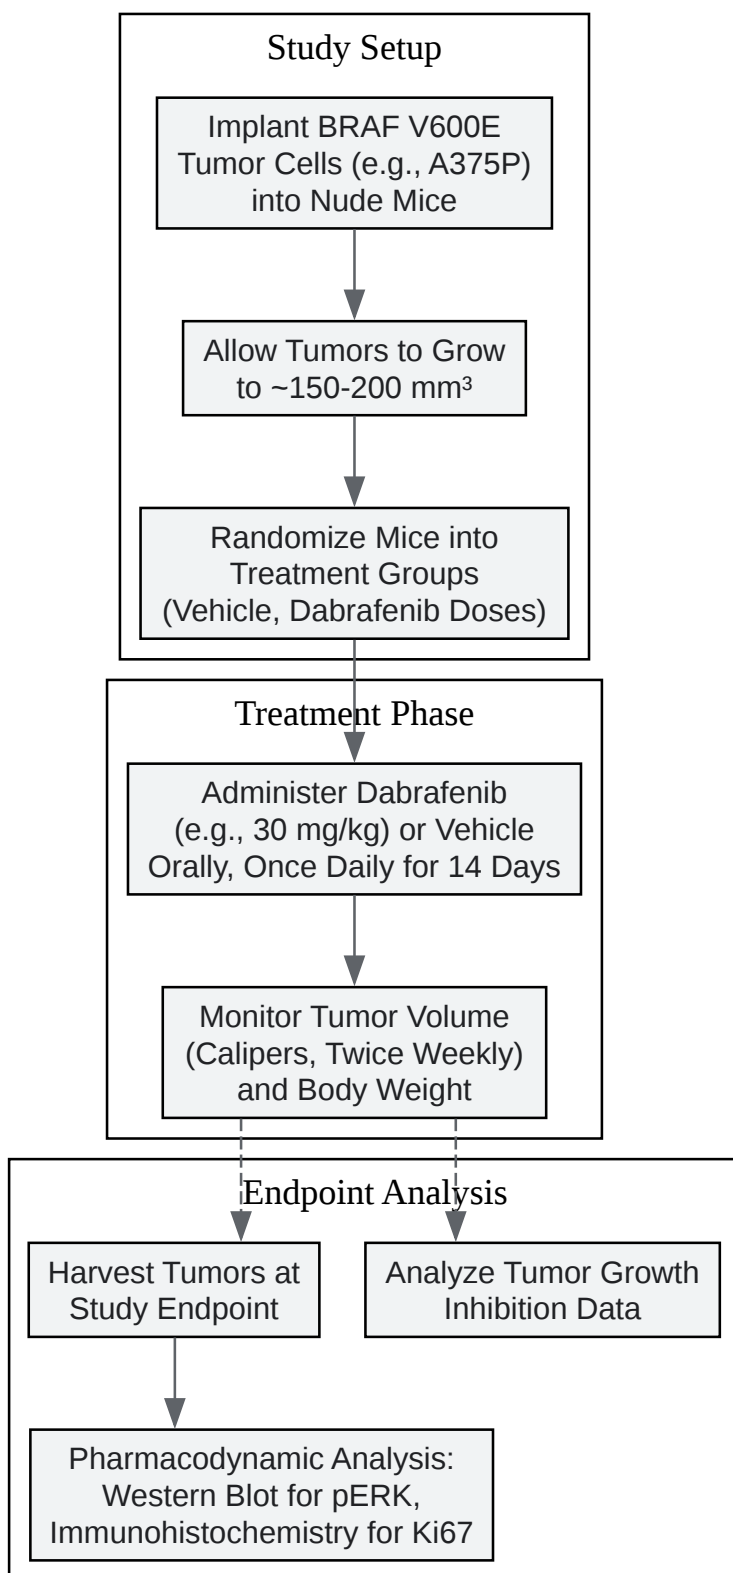 Study Setup
Implant BRAF V600E
Tumor Cells (e.g., A375P)
into Nude Mice
Allow Tumors to Grow
to ~150-200 mm³
Randomize Mice into
Treatment Groups
(Vehicle, Dabrafenib Doses)
Treatment Phase
Administer Dabrafenib
(e.g., 30 mg/kg) or Vehicle
Orally, Once Daily for 14 Days
Monitor Tumor Volume
(Calipers, Twice Weekly)
and Body Weight
Endpoint Analysis
Harvest Tumors at
Study Endpoint
Analyze Tumor Growth
Inhibition Data
Pharmacodynamic Analysis:
Western Blot for pERK,
Immunohistochemistry for Ki67